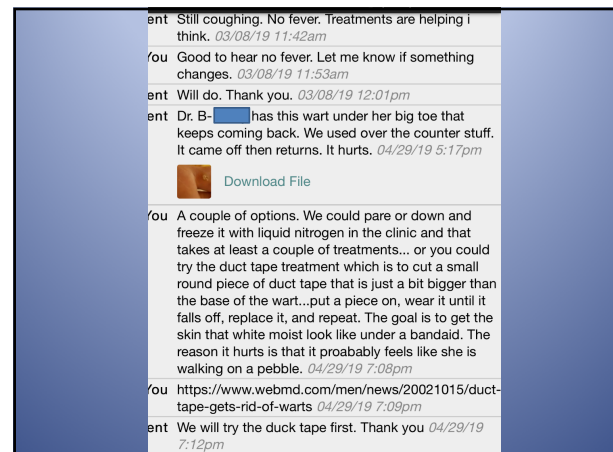 ent Still coughing. No fever. Treatments are helping i
think. 03/08/19 11:42am
You Good to hear no fever. Let me know if something
changes. 03/08/19 11:53am
ent Will do. Thank you. 03/08/19 12:01pm
ent Dr. B- has this wart under her big toe that
keeps coming back. We used over the counter stuff.
It came off then returns. It hurts. 04/29/19 5:17pm
Download File
You A couple of options. We could pare or down and
freeze it with liquid nitrogen in the clinic and that
takes at least a couple of treatments... or you could
try the duct tape treatment which is to cut a small
round piece of duct tape that is just a bit bigger than
the base of the wart...put a piece on, wear it until it
falls off, replace it, and repeat. The goal is to get the
skin that white moist look like under a bandaid. The
reason it hurts is that it proabably feels like she is
walking on a pebble. 04/29/19 7:08pm
You https://www.webmd.com/men/news/20021015/duct-
tape-gets-rid-of-warts 04/29/19 7:09pm
ent We will try the duck tape first. Thank you 04/29/19
7:12pm